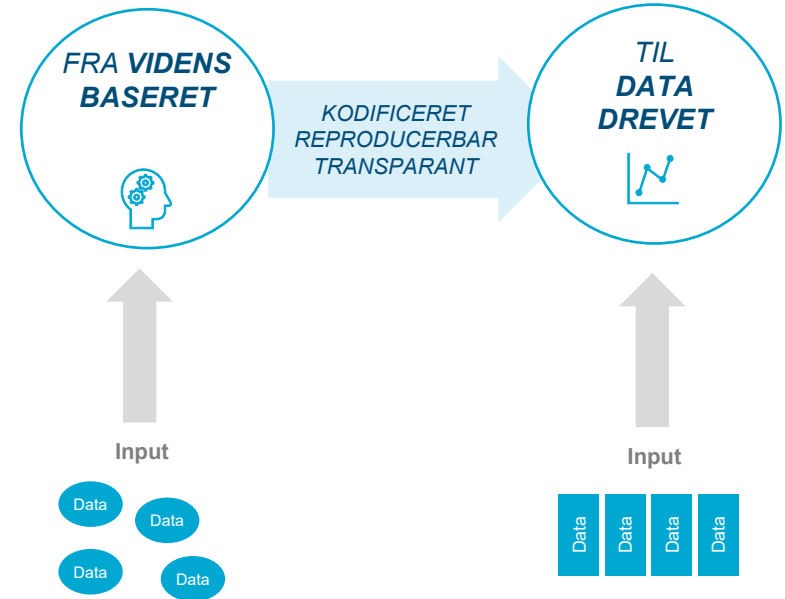 FRA VIDENS
BASERET
KODIFICERET
REPRODUCERBAR
TRANSPARANT
TIL
DATA
DREVET
Input
Data
Data
Data
Data
Input
Data
Data
Data
Data